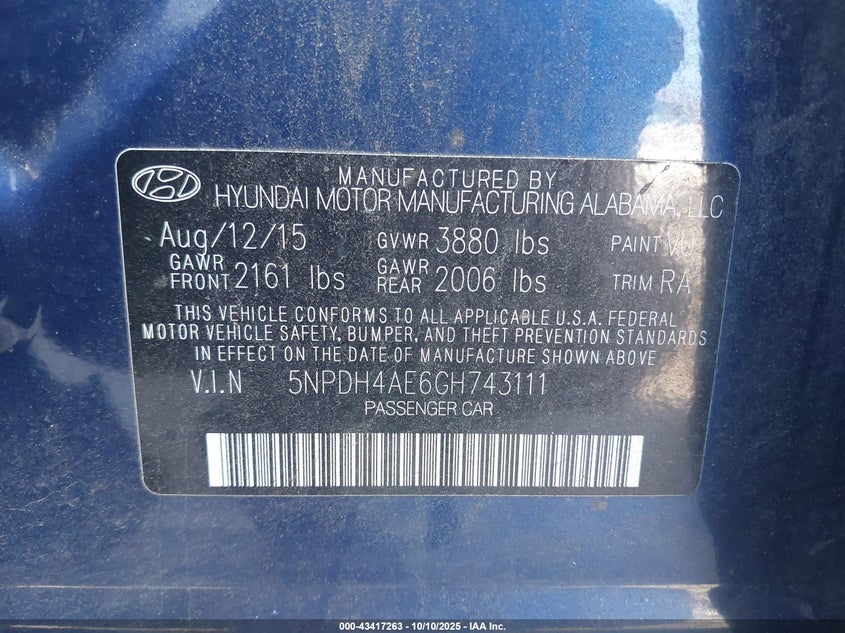 MANUFACTURED BY
HYUNDAI MOTOR MANUFACTURING ALABAMA, LLC
Aug/12/15 GVWR 3880 lbs PAINT
GAWR FRONT 2161 lbs GAWR REAR 2006 lbs TRIM RA
THIS VEHICLE CONFORMS TO ALL APPLICABLE U.S.A. FEDERAL
MOTOR VEHICLE SAFETY, BUMPER, AND THEFT PREVENTION STANDARDS
IN EFFECT ON THE DATE OF MANUFACTURE SHOWN ABOVE
V.I.N 5NPDH4AE6GH743111
PASSENGER CAR
000-43417263 - 10/10/2025 - IAA Inc.